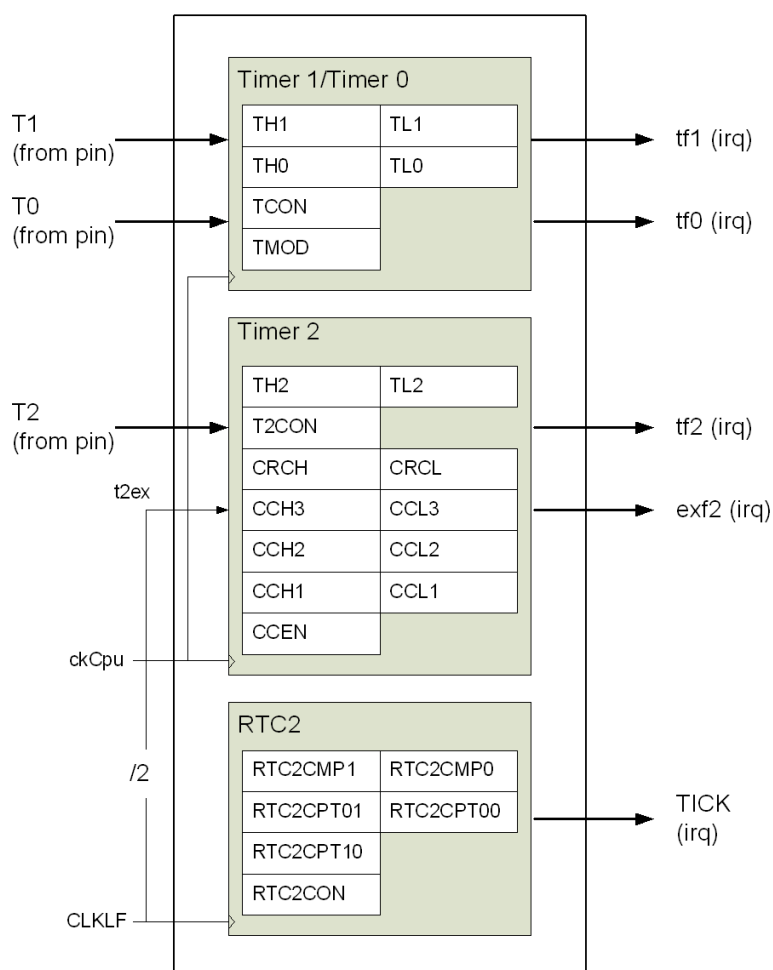 Timer 1/Timer 0
T1
(from pin)
TH1 TL1
tf1 (irq)
TH0 TL0
T0
(from pin)
TCON
tf0 (irq)
TMOD
Timer 2
TH2 TL2
T2
(from pin)
T2CON
tf2 (irq)
CRCH CRCL
t2ex
CCH3 CCL3
exf2 (irq)
CCH2 CCL2
CCH1 CCL1
CCEN
ckCpu
RTC2
/2
RTC2CMP1 RTC2CMP0
RTC2CPT01 RTC2CPT00
TICK
(irq)
RTC2CPT10
RTC2CON
CLKLF